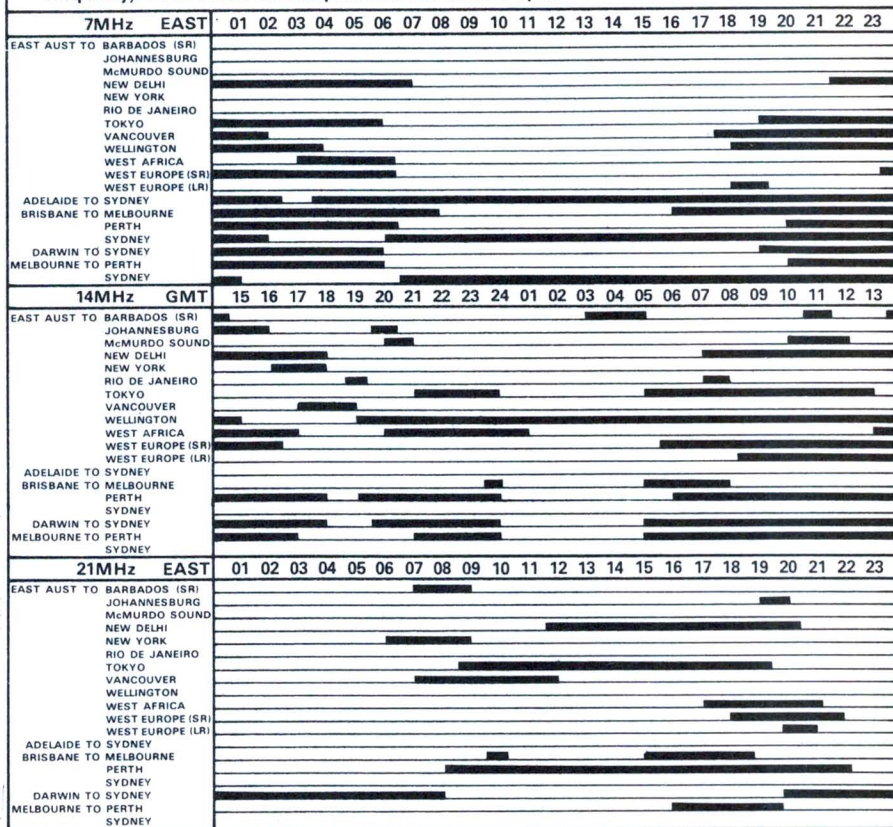 7MHz EAST 01 02 03 04 05 06 07 08 09 10 11 12 13 14 15 16 17 18 19 20 21 22 23
EAST AUST TO BARBADOS (SR)
JOHANNESBURG
McMURDO SOUND
NEW DELHI
NEW YORK
RIO DE JANEIRO
TOKYO
VANCOUVER
WELLINGTON
WEST AFRICA
WEST EUROPE (SR)
WEST EUROPE (LR)
ADELAIDE TO SYDNEY
BRISBANE TO MELBOURNE
PERTH
SYDNEY
DARWIN TO SYDNEY
MELBOURNE TO PERTH
SYDNEY
14MHz GMT 15 16 17 18 19 20 21 22 23 24 01 02 03 04 05 06 07 08 09 10 11 12 13
EAST AUST TO BARBADOS (SR)
JOHANNESBURG
McMURDO SOUND
NEW DELHI
NEW YORK
RIO DE JANEIRO
TOKYO
VANCOUVER
WELLINGTON
WEST AFRICA
WEST EUROPE (SR)
WEST EUROPE (LR)
ADELAIDE TO SYDNEY
BRISBANE TO MELBOURNE
PERTH
SYDNEY
DARWIN TO SYDNEY
MELBOURNE TO PERTH
SYDNEY
21MHz EAST 01 02 03 04 05 06 07 08 09 10 11 12 13 14 15 16 17 18 19 20 21 22 23
EAST AUST TO BARBADOS (SR)
JOHANNESBURG
McMURDO SOUND
NEW DELHI
NEW YORK
RIO DE JANEIRO
TOKYO
VANCOUVER
WELLINGTON
WEST AFRICA
WEST EUROPE (SR)
WEST EUROPE (LR)
ADELAIDE TO SYDNEY
BRISBANE TO MELBOURNE
PERTH
SYDNEY
DARWIN TO SYDNEY
MELBOURNE TO PERTH
SYDNEY